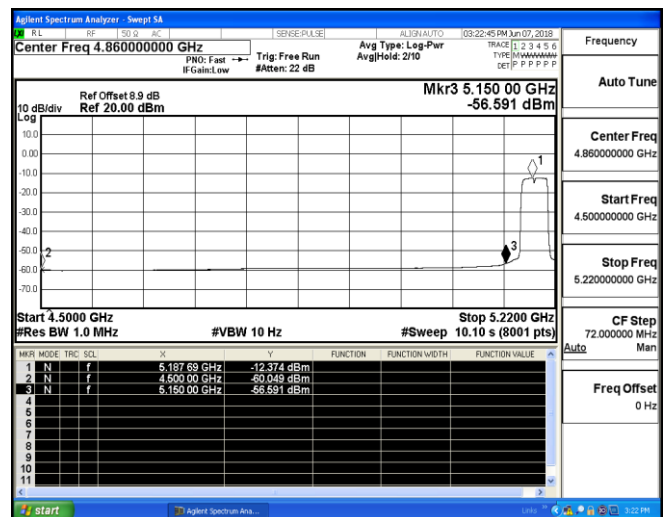 Agilent Spectrum Analyzer - Swept SA
RL RF 50 Ω AC SENSE:PULSE ALIGNAUTO 03:22:45 PM Jun 07, 2018
Center Freq 4.860000000 GHz
PNO: Fast
IFGain:Low
Trig: Free Run
#Atten: 22 dB
Avg Type: Log-Pwr
Avg|Hold: 2/10
TRACE 1 2 3 4 5 6
TYPE MWWWWW
DET P P P P P P
Mkr3 5.150 00 GHz
-56.591 dBm
Ref Offset 8.9 dB
10 dB/div Ref 20.00 dBm
Log
10.0
0.00
-10.0
-20.0
-30.0
-40.0
-50.0
-60.0
-70.0
1
2
3
Start 4.5000 GHz Stop 5.2200 GHz
#Res BW 1.0 MHz #VBW 10 Hz #Sweep 10.10 s (8001 pts)
MKR MODE TRC SCL X Y FUNCTION FUNCTION WIDTH FUNCTION VALUE
1 N f 5.187 69 GHz -12.374 dBm
2 N f 4.500 00 GHz -60.049 dBm
3 N f 5.150 00 GHz -56.591 dBm
4
5
6
7
8
9
10
11
Frequency
Auto Tune
Center Freq
4.860000000 GHz
Start Freq
4.500000000 GHz
Stop Freq
5.220000000 GHz
CF Step
72.000000 MHz
Auto Man
Freq Offset
0 Hz
start Agilent Spectrum Ana... Links 3:22 PM